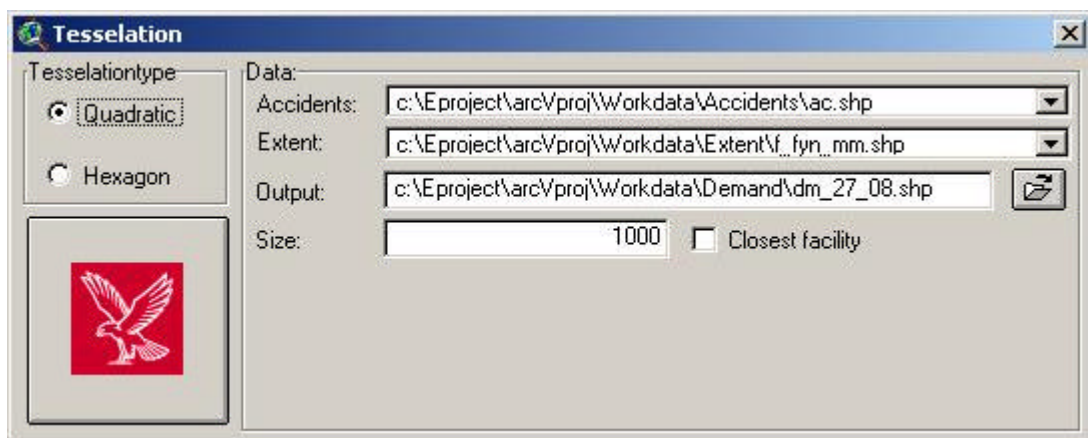 Tesselation
Tesselationtype
Quadratic
Hexagon
Data:
Accidents: c:\Eproject\arcVproj\Workdata\Accidents\ac.shp
Extent: c:\Eproject\arcVproj\Workdata\Extent\f_fyn_mm.shp
Output: c:\Eproject\arcVproj\Workdata\Demand\dm_27_08.shp
Size: 1000 Closest facility